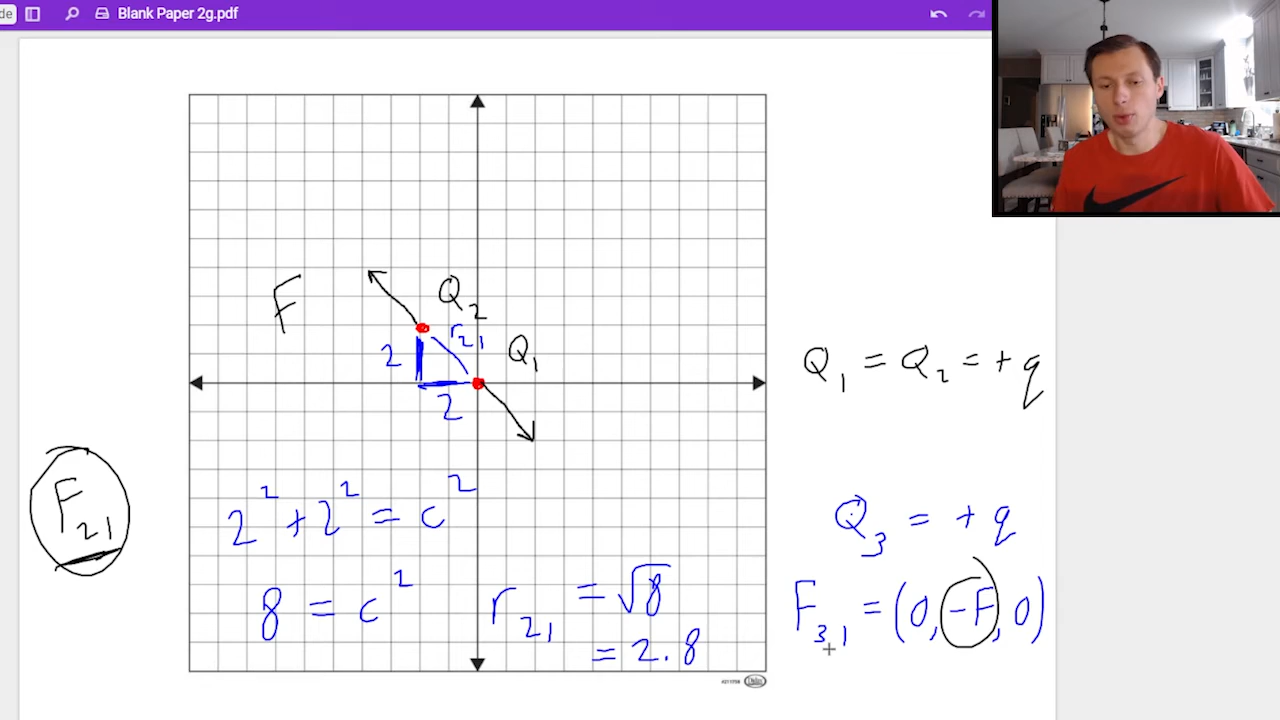 de
Blank Paper 2g.pdf
F
Q₂
r₂₁
Q₁
2
2
Q₁ = Q₂ = +q
F₂₁
2² + 2² = c²
8 = c²
r₂₁ = √8
= 2.8
Q₃ = +q
F₃₁ = (0, -F, 0)